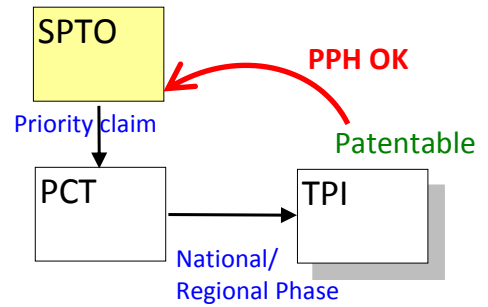 SPTO
PPH OK
Priority claim
Patentable
PCT
TPI
National/
Regional Phase